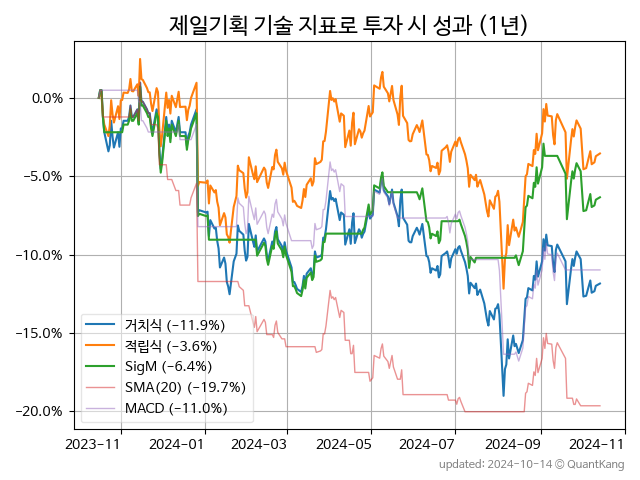 제일기획 기술 지표로 투자 시 성과 (1년)
0.0%
−5.0%
−10.0%
−15.0%
−20.0%
거치식 (−11.9%)
적립식 (−3.6%)
SigM (−6.4%)
SMA(20) (−19.7%)
MACD (−11.0%)
2023-11 2024-01 2024-03 2024-05 2024-07 2024-09 2024-11
updated: 2024-10-14 © QuantKang